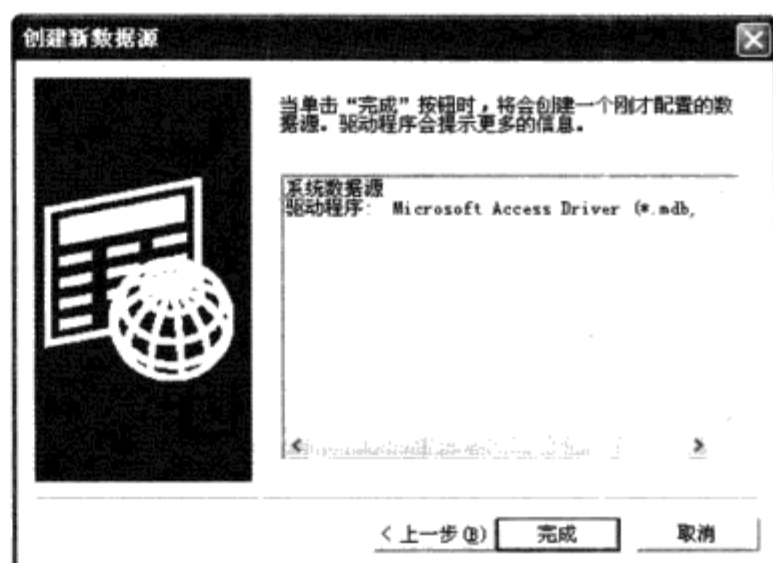 创建新数据源
当单击“完成”按钮时，将会创建一个刚才配置的数
据源。驱动程序会提示更多的信息。
系统数据源
驱动程序: Microsoft Access Driver (*.mdb,
< 上一步(B)
完成
取消